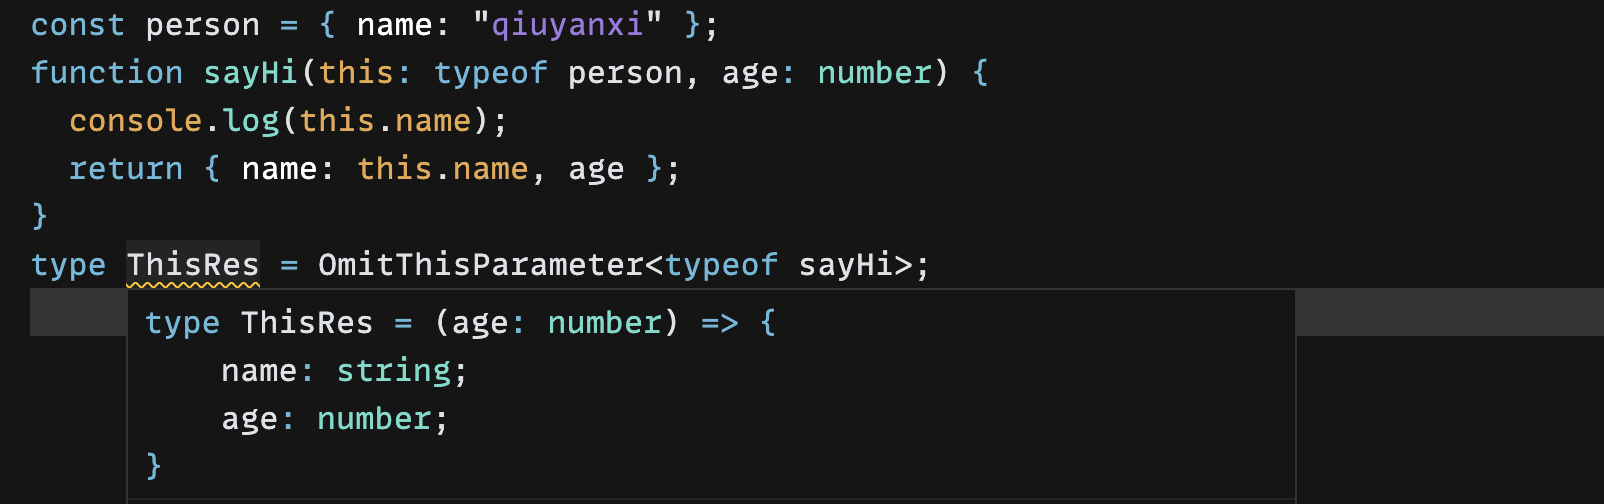 const person = { name: "qiuyanxi" };
function sayHi(this: typeof person, age: number) {
  console.log(this.name);
  return { name: this.name, age };
}
type ThisRes = OmitThisParameter<typeof sayHi>;
type ThisRes = (age: number) => {
    name: string;
    age: number;
}